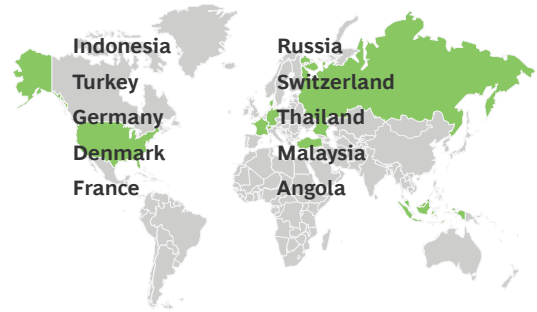 Indonesia
Turkey
Germany
Denmark
France
Russia
Switzerland
Thailand
Malaysia
Angola